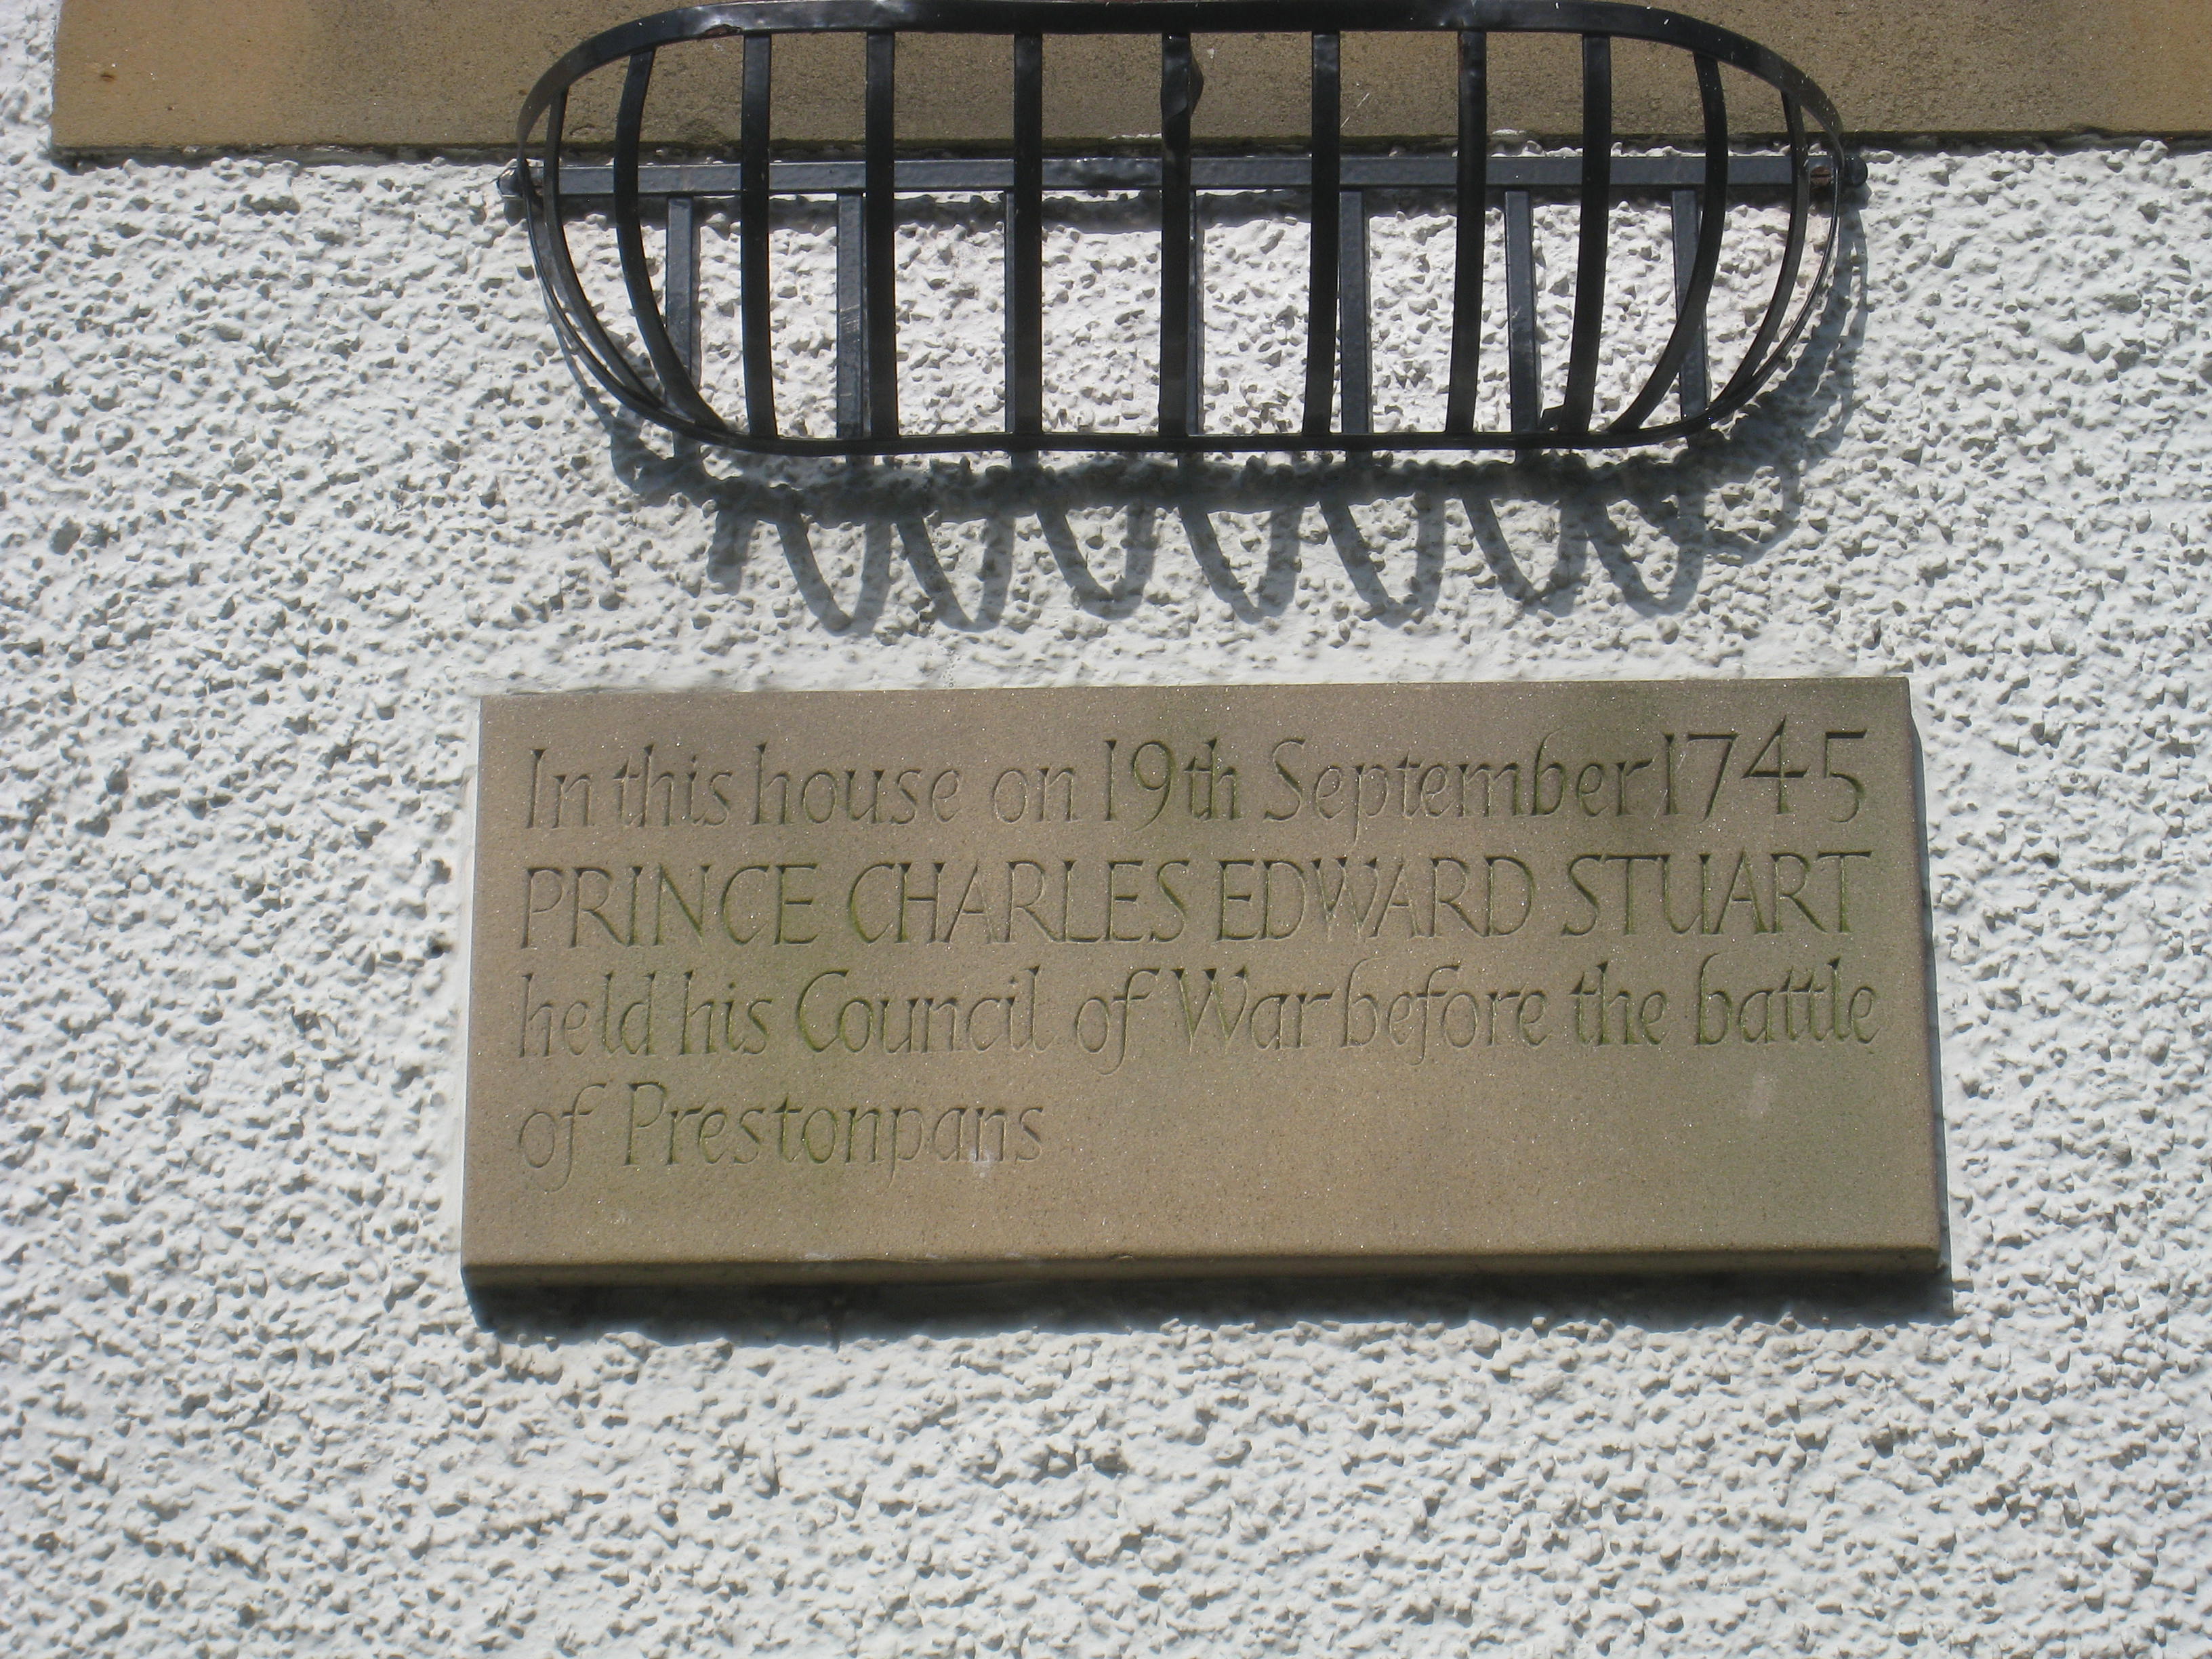 In this house on 19th September 1745
PRINCE CHARLES EDWARD STUART
held his Council of War before the battle
of Prestonpans